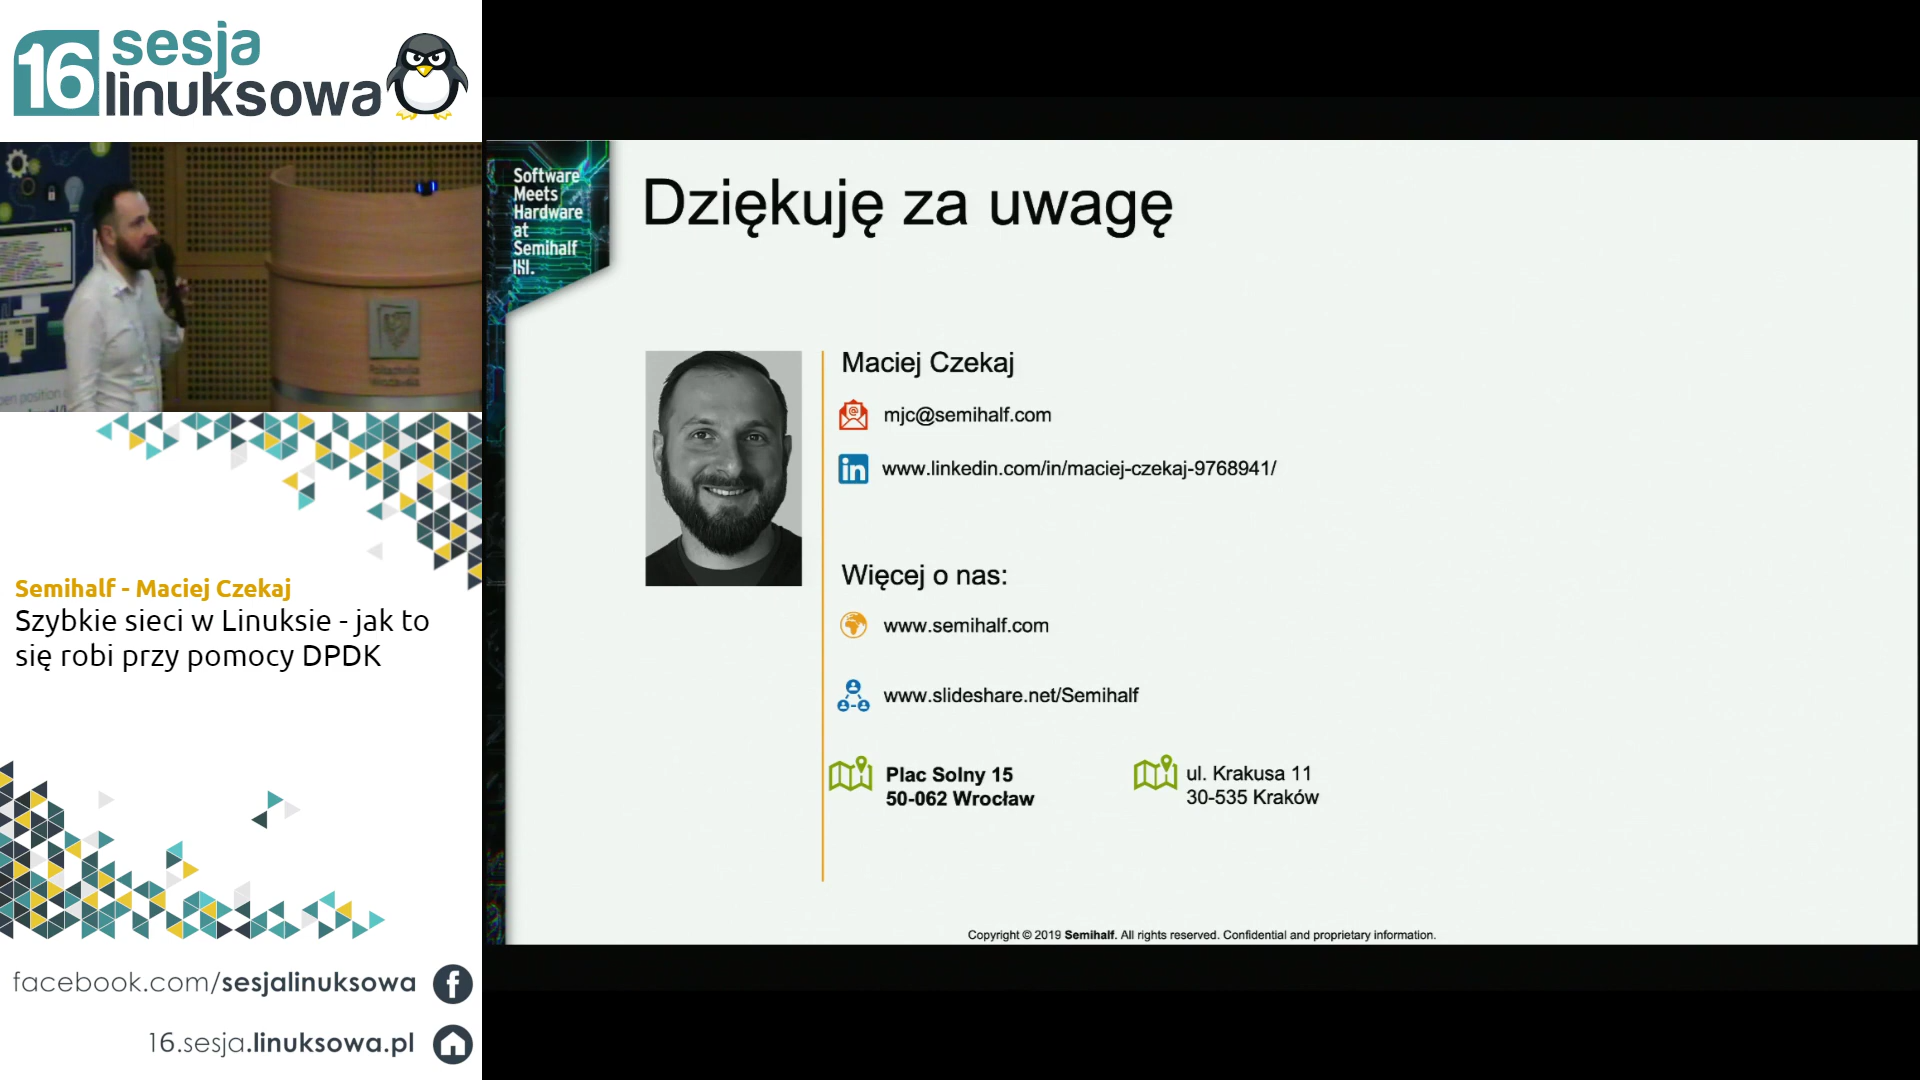 16 sesja
linuksowa
Semihalf - Maciej Czekaj
Szybkie sieci w Linuksie - jak to
się robi przy pomocy DPDK
facebook.com/sesjalinuksowa
16.sesja.linuksowa.pl
Software
Meets
Hardware
at
Semihalf
Dziękuję za uwagę
Maciej Czekaj
mjc@semihalf.com
www.linkedin.com/in/maciej-czekaj-9768941/
Więcej o nas:
www.semihalf.com
www.slideshare.net/Semihalf
Plac Solny 15
50-062 Wrocław
ul. Krakusa 11
30-535 Kraków
Copyright © 2019 Semihalf. All rights reserved. Confidential and proprietary information.